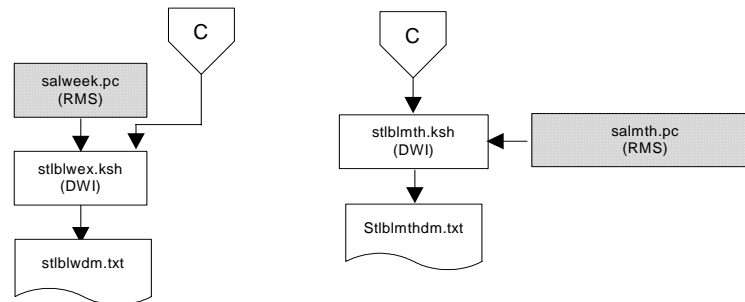 C
salweek.pc
(RMS)
stlblwex.ksh
(DWI)
stlblwdm.txt
C
stlblmth.ksh
(DWI)
salmth.pc
(RMS)
Stlblmthdm.txt